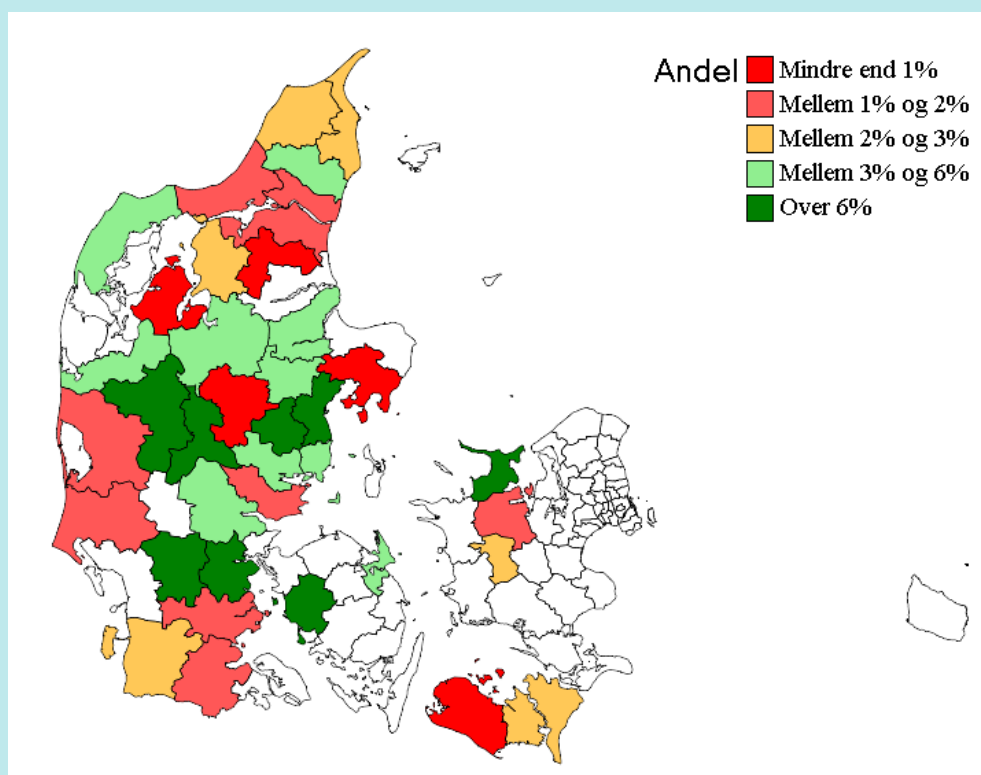 Andel
Mindre end 1%
Mellem 1% og 2%
Mellem 2% og 3%
Mellem 3% og 6%
Over 6%